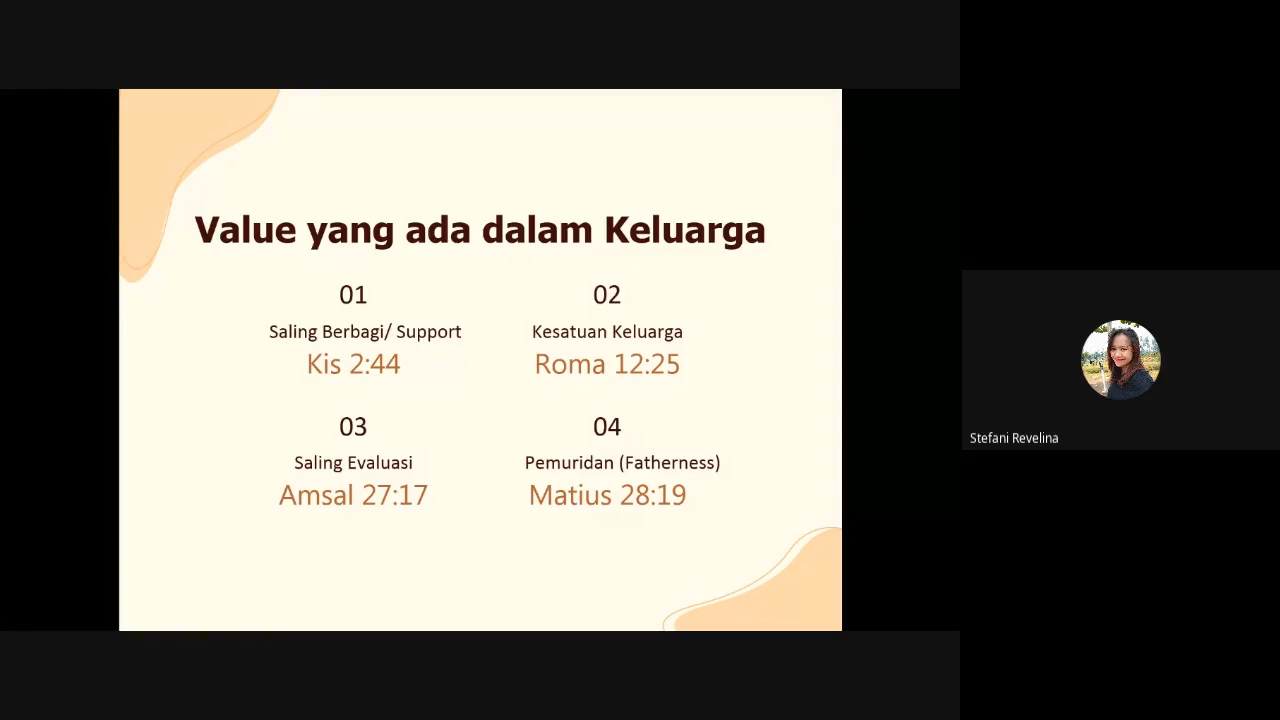 Value yang ada dalam Keluarga
01
Saling Berbagi/ Support
Kis 2:44
02
Kesatuan Keluarga
Roma 12:25
03
Saling Evaluasi
Amsal 27:17
04
Pemuridan (Fatherness)
Matius 28:19
Stefani Revelina